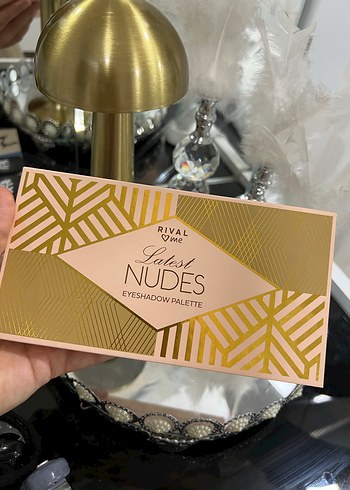 RIVAL
♡me
Latest
NUDES
EYESHADOW PALETTE